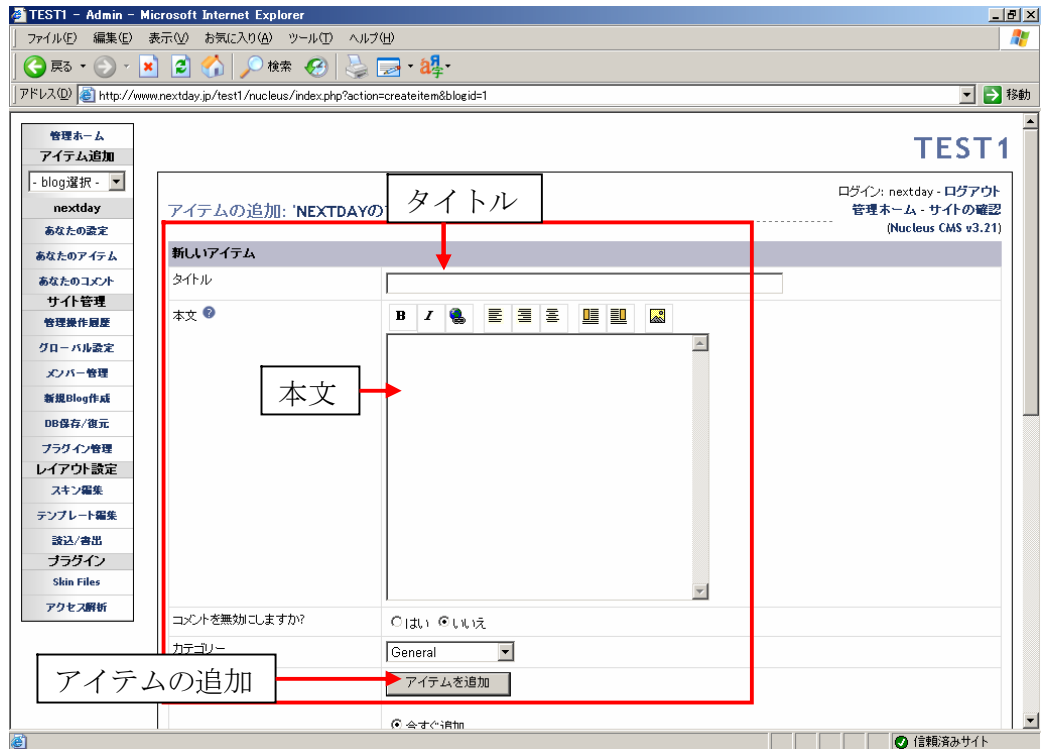 TEST1 - Admin - Microsoft Internet Explorer
ファイル(F) 編集(E) 表示(V) お気に入り(A) ツール(T) ヘルプ(H)
戻る 検索
アドレス(D) http://www.nextday.jp/test1/nucleus/index.php?action=createitem&blogid=1 移動
TEST1
管理ホーム
アイテム追加
- blog選択 -
nextday
あなたの設定
あなたのアイテム
あなたのコメント
サイト管理
管理操作履歴
グローバル設定
メンバー管理
新規Blog作成
DB保存/復元
プラグイン管理
レイアウト設定
スキン編集
テンプレート編集
読込/書出
プラグイン
Skin Files
アクセス解析
ログイン: nextday - ログアウト
管理ホーム - サイトの確認
(Nucleus CMS v3.21)
アイテムの追加: 'NEXTDAYの
タイトル
新しいアイテム
タイトル
本文
B I
本文
コメントを無効にしますか? はい いいえ
カテゴリー General
アイテムの追加
アイテムを追加
今すぐ追加
信頼済みサイト